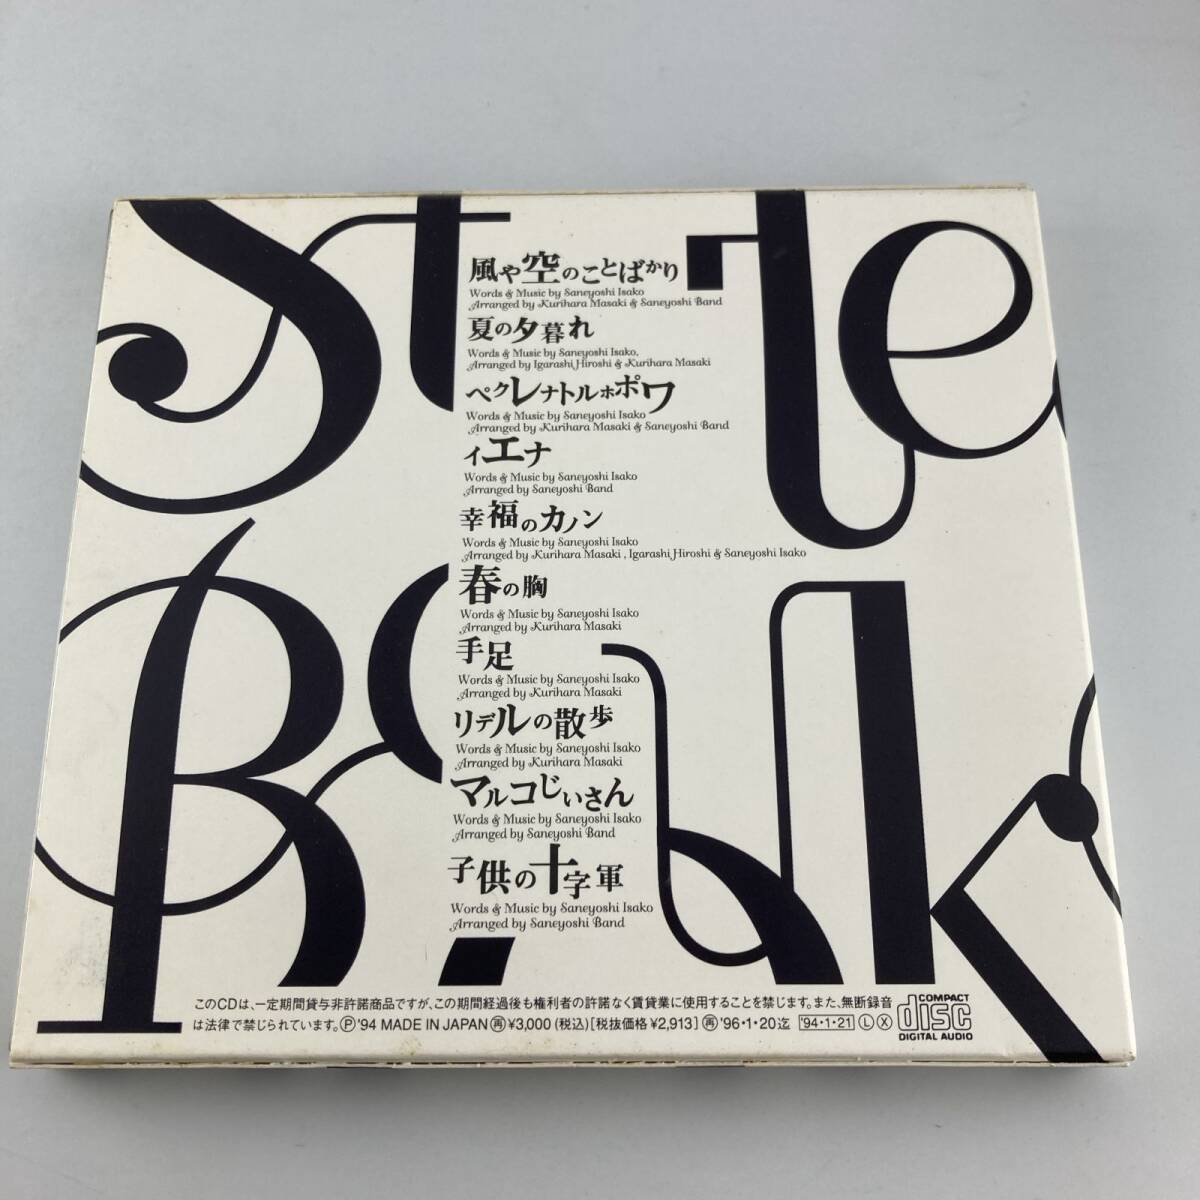 Style
Book
風や空のことばかり
Words & Music by Saneyoshi Isako
Arranged by Kurihara Masaki & Saneyoshi Band
夏の夕暮れ
Words & Music by Saneyoshi Isako,
Arranged by Igarashi Hiroshi & Kurihara Masaki
ペクレナトルホポワ
Words & Music by Saneyoshi Isako
Arranged by Kurihara Masaki & Saneyoshi Band
ィエナ
Words & Music by Saneyoshi Isako
Arranged by Saneyoshi Band
幸福のカノン
Words & Music by Saneyoshi Isako
Arranged by Kurihara Masaki , Igarashi Hiroshi & Saneyoshi Isako
春の胸
Words & Music by Saneyoshi Isako
Arranged by Kurihara Masaki
手足
Words & Music by Saneyoshi Isako
Arranged by Kurihara Masaki
リデルの散歩
Words & Music by Saneyoshi Isako
Arranged by Kurihara Masaki
マルコじいさん
Words & Music by Saneyoshi Isako
Arranged by Saneyoshi Band
子供の十字軍
Words & Music by Saneyoshi Isako
Arranged by Saneyoshi Band
このCDは、一定期間貸与非許諾商品ですが、この期間経過後も権利者の許諾なく賃貸業に使用することを禁じます。また、無断録音
は法律で禁じられています。Ⓟ'94 MADE IN JAPAN ㊢¥3,000 (税込)[税抜価格 ¥2,913] ㊢'96・1・20迄 '94・1・21 Ⓛ Ⓧ
COMPACT
disc
DIGITAL AUDIO